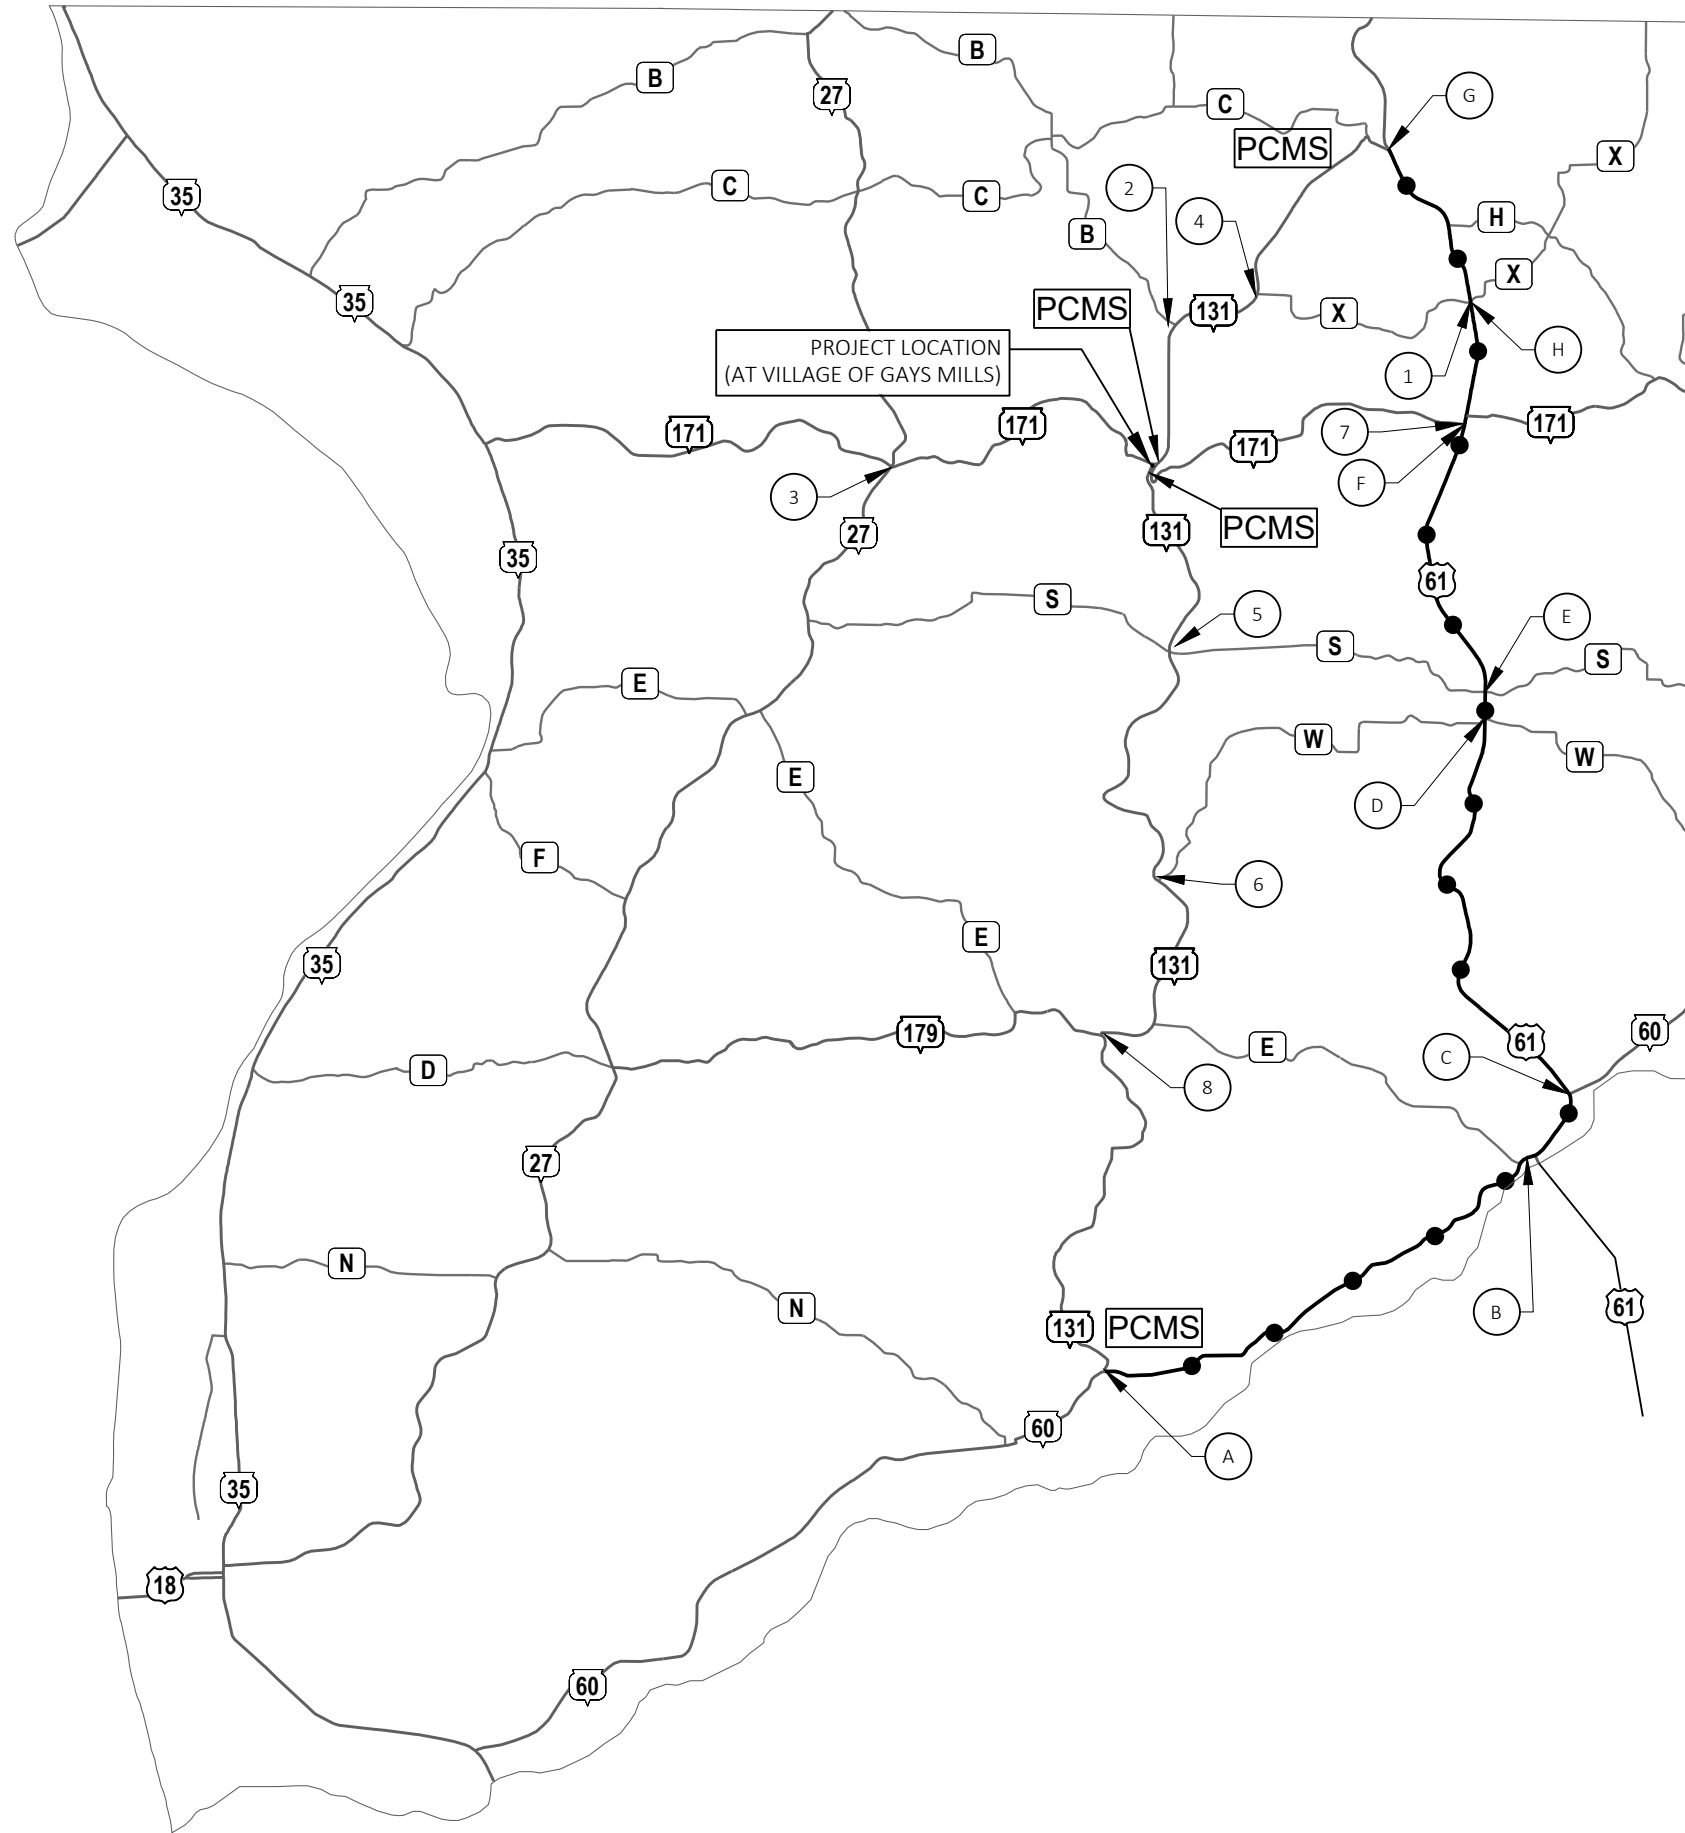 B
B
27
G
C
PCMS
X
35
C
C
2
4
H
B
X
35
PCMS
131
X
PROJECT LOCATION
(AT VILLAGE OF GAYS MILLS)
H
1
171
171
171
7
171
F
3
27
131
PCMS
35
61
S
5
E
S
S
E
W
W
E
D
F
6
E
35
131
179
E
61
60
D
C
8
27
N
N
131
PCMS
B
61
60
A
35
18
60